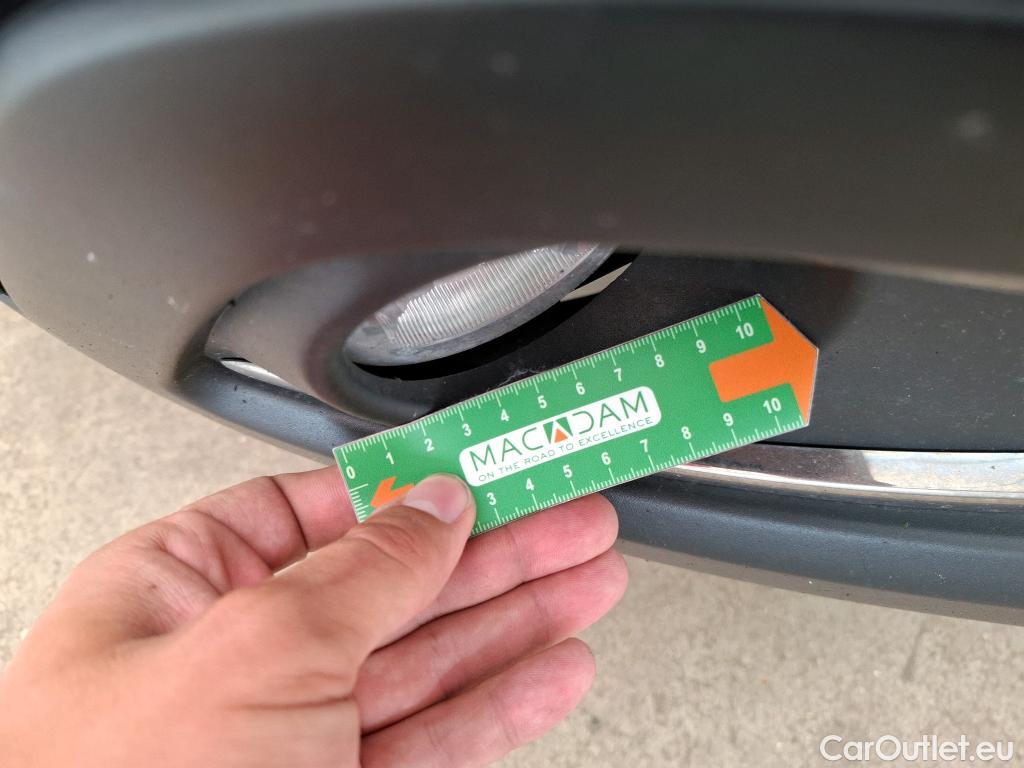 0 1 2 3 4 5 6 7 8 9 10
MACADAM
ON THE ROAD TO EXCELLENCE
3 4 5 6 7 8 9 10
CarOutlet.eu